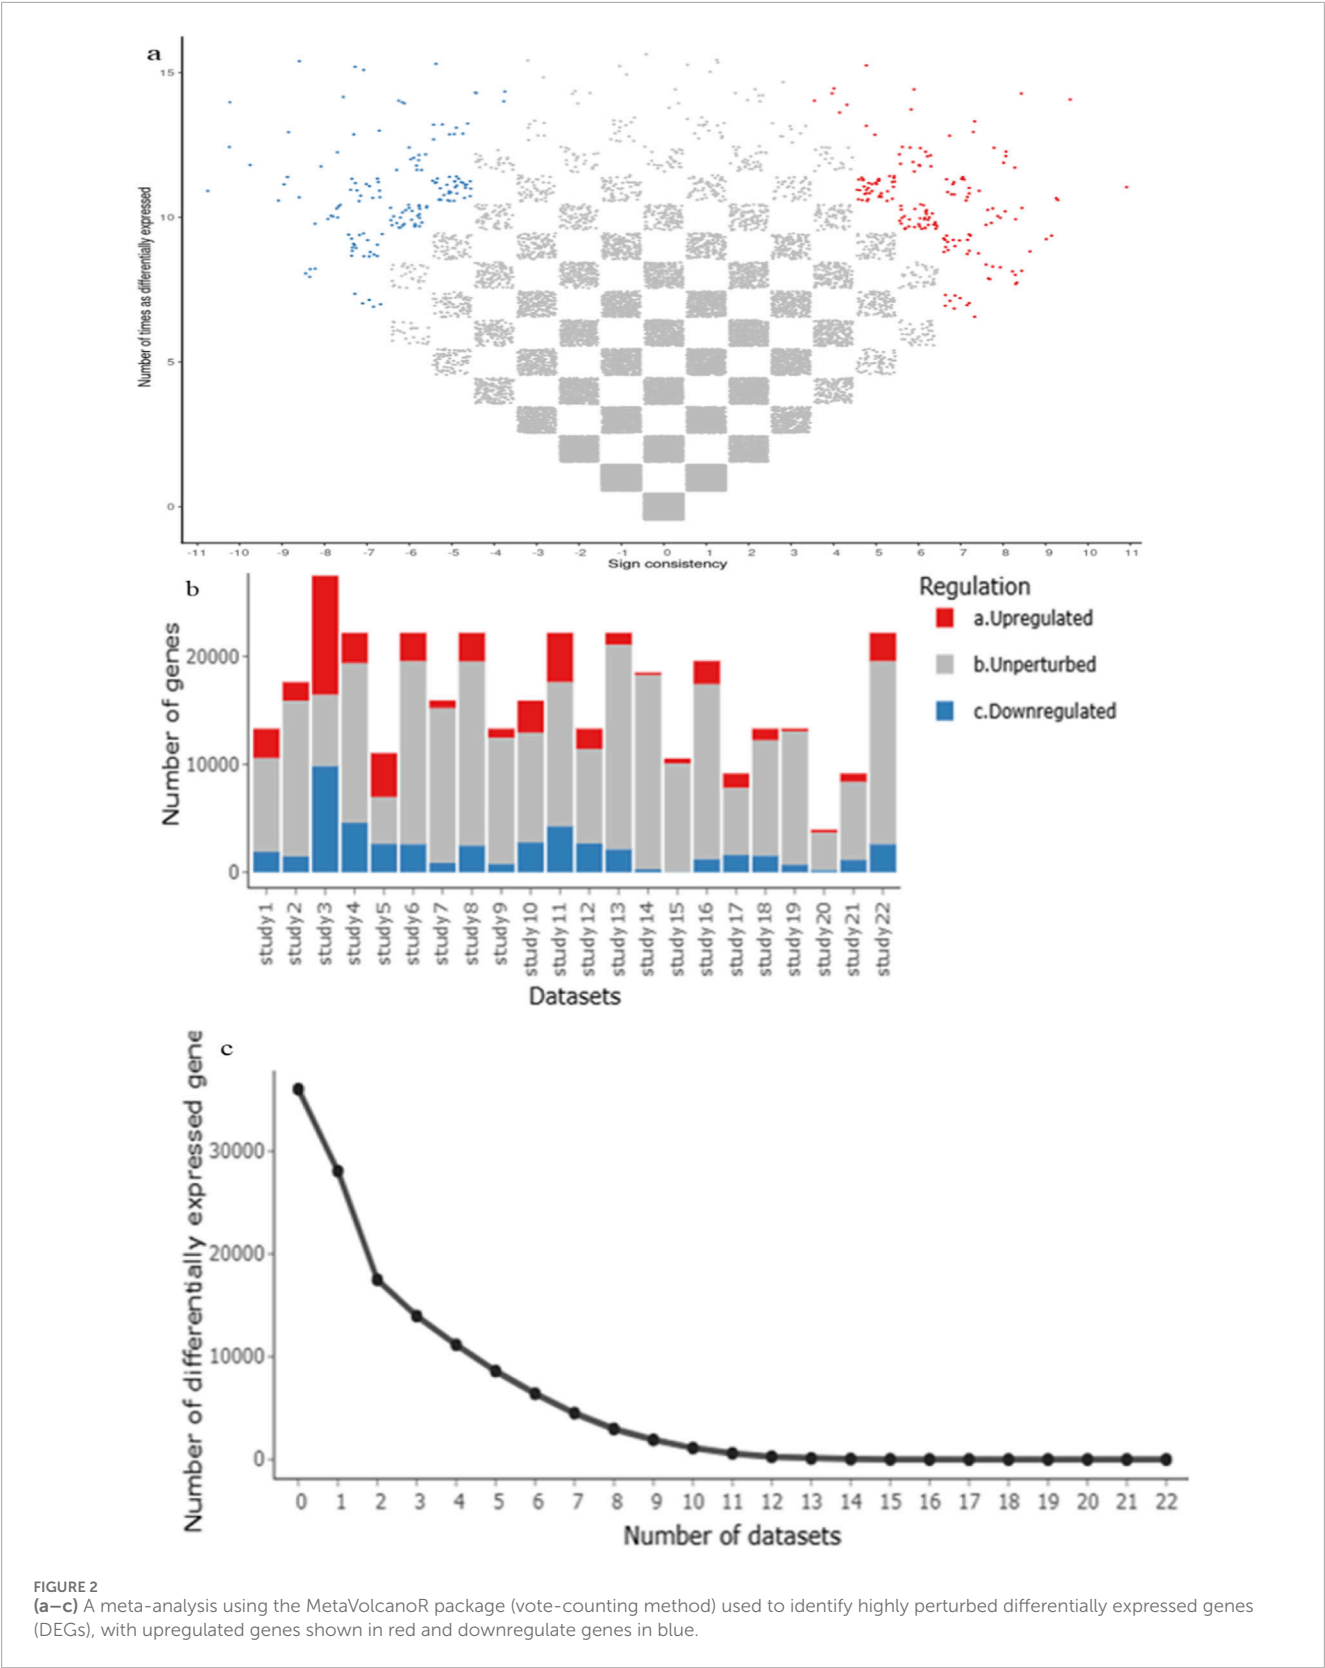 a
Number of times as differentially expressed
15
10
5
0
-11 -10 -9 -8 -7 -6 -5 -4 -3 -2 -1 0 1 2 3 4 5 6 7 8 9 10 11
Sign consistency
b
Number of genes
20000
10000
0
study1 study2 study3 study4 study5 study6 study7 study8 study9 study10 study11 study12 study13 study14 study15 study16 study17 study18 study19 study20 study21 study22
Datasets
Regulation
a.Upregulated
b.Unperturbed
c.Downregulated
c
Number of differentially expressed gene
30000
20000
10000
0
0 1 2 3 4 5 6 7 8 9 10 11 12 13 14 15 16 17 18 19 20 21 22
Number of datasets
FIGURE 2
(a–c) A meta-analysis using the MetaVolcanoR package (vote-counting method) used to identify highly perturbed differentially expressed genes
(DEGs), with upregulated genes shown in red and downregulate genes in blue.